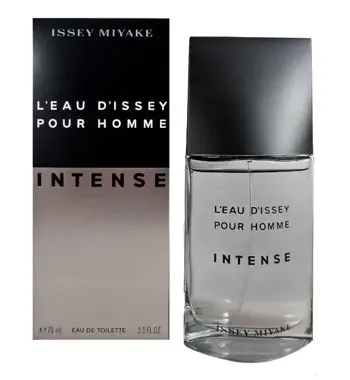 ISSEY MIYAKE
L'EAU D'ISSEY
POUR HOMME
INTENSE
℮ 75 ml EAU DE TOILETTE 2.5 FL.OZ
L'EAU D'ISSEY
POUR HOMME
INTENSE
ISSEY MIYAKE